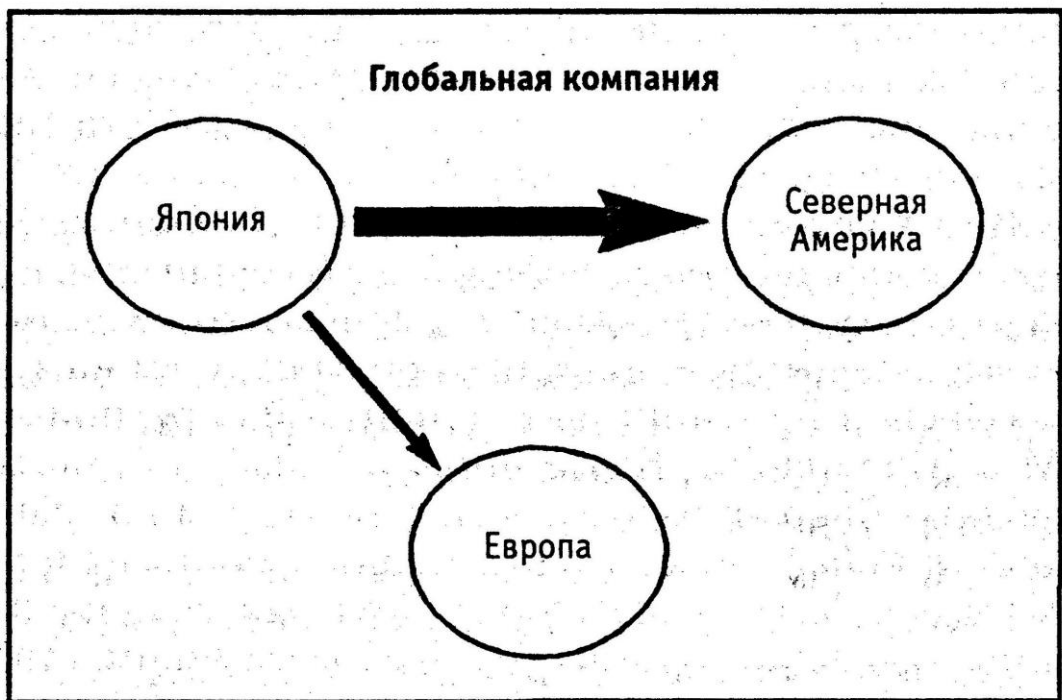 Глобальная компания
Япония
Северная
Америка
Европа